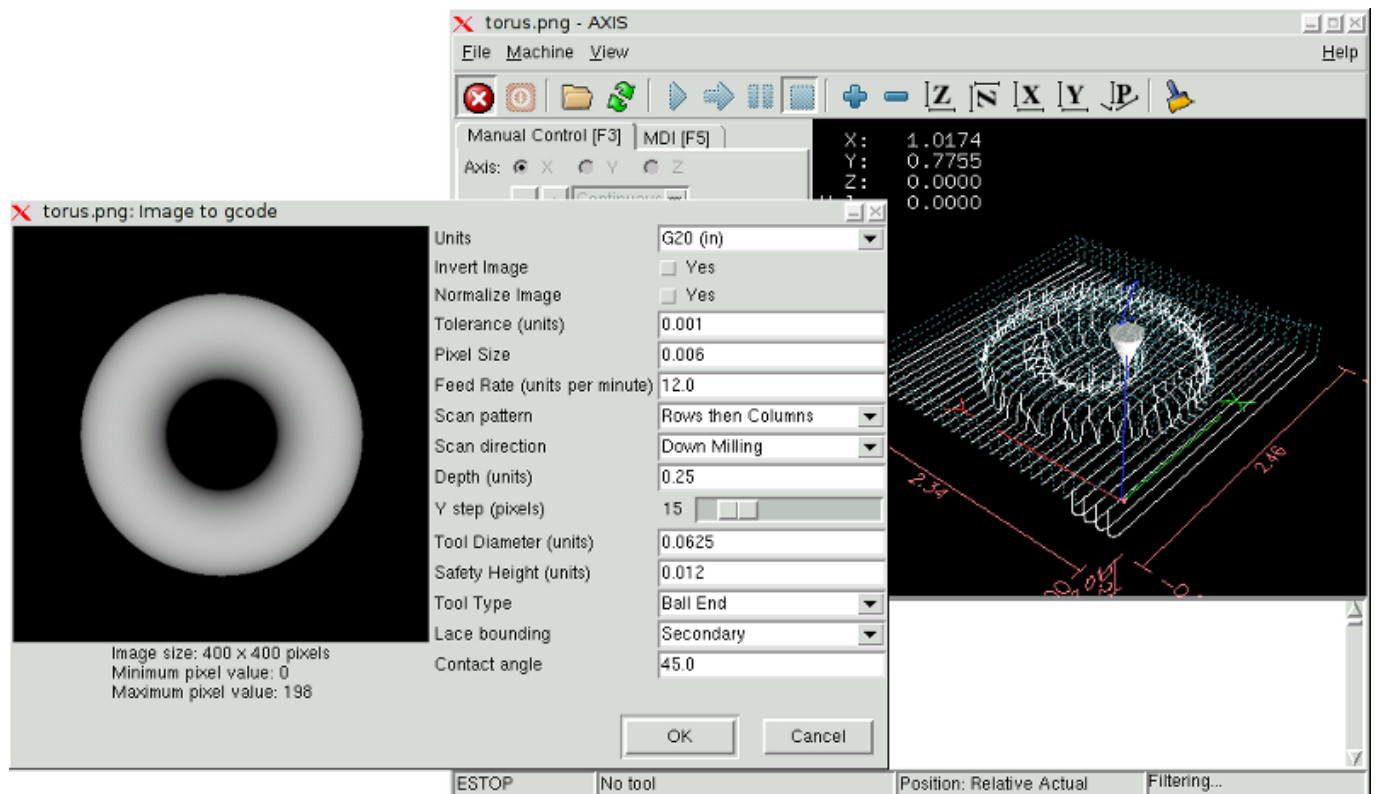 torus.png - AXIS
File Machine View Help
Z N X Y P
Manual Control [F3] MDI [F5]
Axis: X Y Z
Continuous
X: 1.0174
Y: 0.7755
Z: 0.0000
0.0000
torus.png: Image to gcode
Units G20 (in)
Invert Image Yes
Normalize Image Yes
Tolerance (units) 0.001
Pixel Size 0.006
Feed Rate (units per minute) 12.0
Scan pattern Rows then Columns
Scan direction Down Milling
Depth (units) 0.25
Y step (pixels) 15
Tool Diameter (units) 0.0625
Safety Height (units) 0.012
Tool Type Ball End
Lace bounding Secondary
Contact angle 45.0
Image size: 400 x 400 pixels
Minimum pixel value: 0
Maximum pixel value: 198
OK Cancel
2.34
2.46
X
Y
ESTOP No tool Position: Relative Actual Filtering...